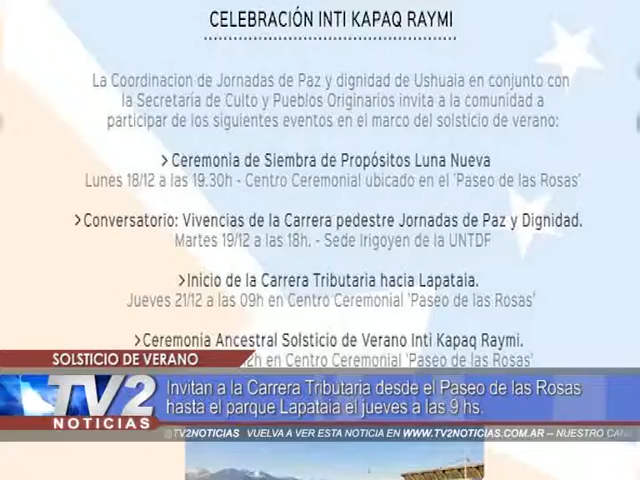 CELEBRACIÓN INTI KAPAQ RAYMI
La Coordinacion de Jornadas de Paz y dignidad de Ushuaia en conjunto con
la Secretaría de Culto y Pueblos Originarios invita a la comunidad a
participar de los siguientes eventos en el marco del solsticio de verano:
>Ceremonia de Siembra de Propósitos Luna Nueva
Lunes 18/12 a las 19.30h - Centro Ceremonial ubicado en el 'Paseo de las Rosas'
>Conversatorio: Vivencias de la Carrera pedestre Jornadas de Paz y Dignidad.
Martes 19/12 a las 18h. - Sede Irigoyen de la UNTDF
>Inicio de la Carrera Tributaria hacia Lapataia.
Jueves 21/12 a las 09h en Centro Ceremonial 'Paseo de las Rosas'
>Ceremonia Ancestral Solsticio de Verano Inti Kapaq Raymi.
2h en Centro Ceremonial 'Paseo de las Rosas'
SOLSTICIO DE VERANO
TV2
NOTICIAS
Invitan a la Carrera Tributaria desde el Paseo de las Rosas
hasta el parque Lapataia el jueves a las 9 hs.
@TV2NOTICIAS VUELVA A VER ESTA NOTICIA EN WWW.TV2NOTICIAS.COM.AR -- NUESTRO CAN